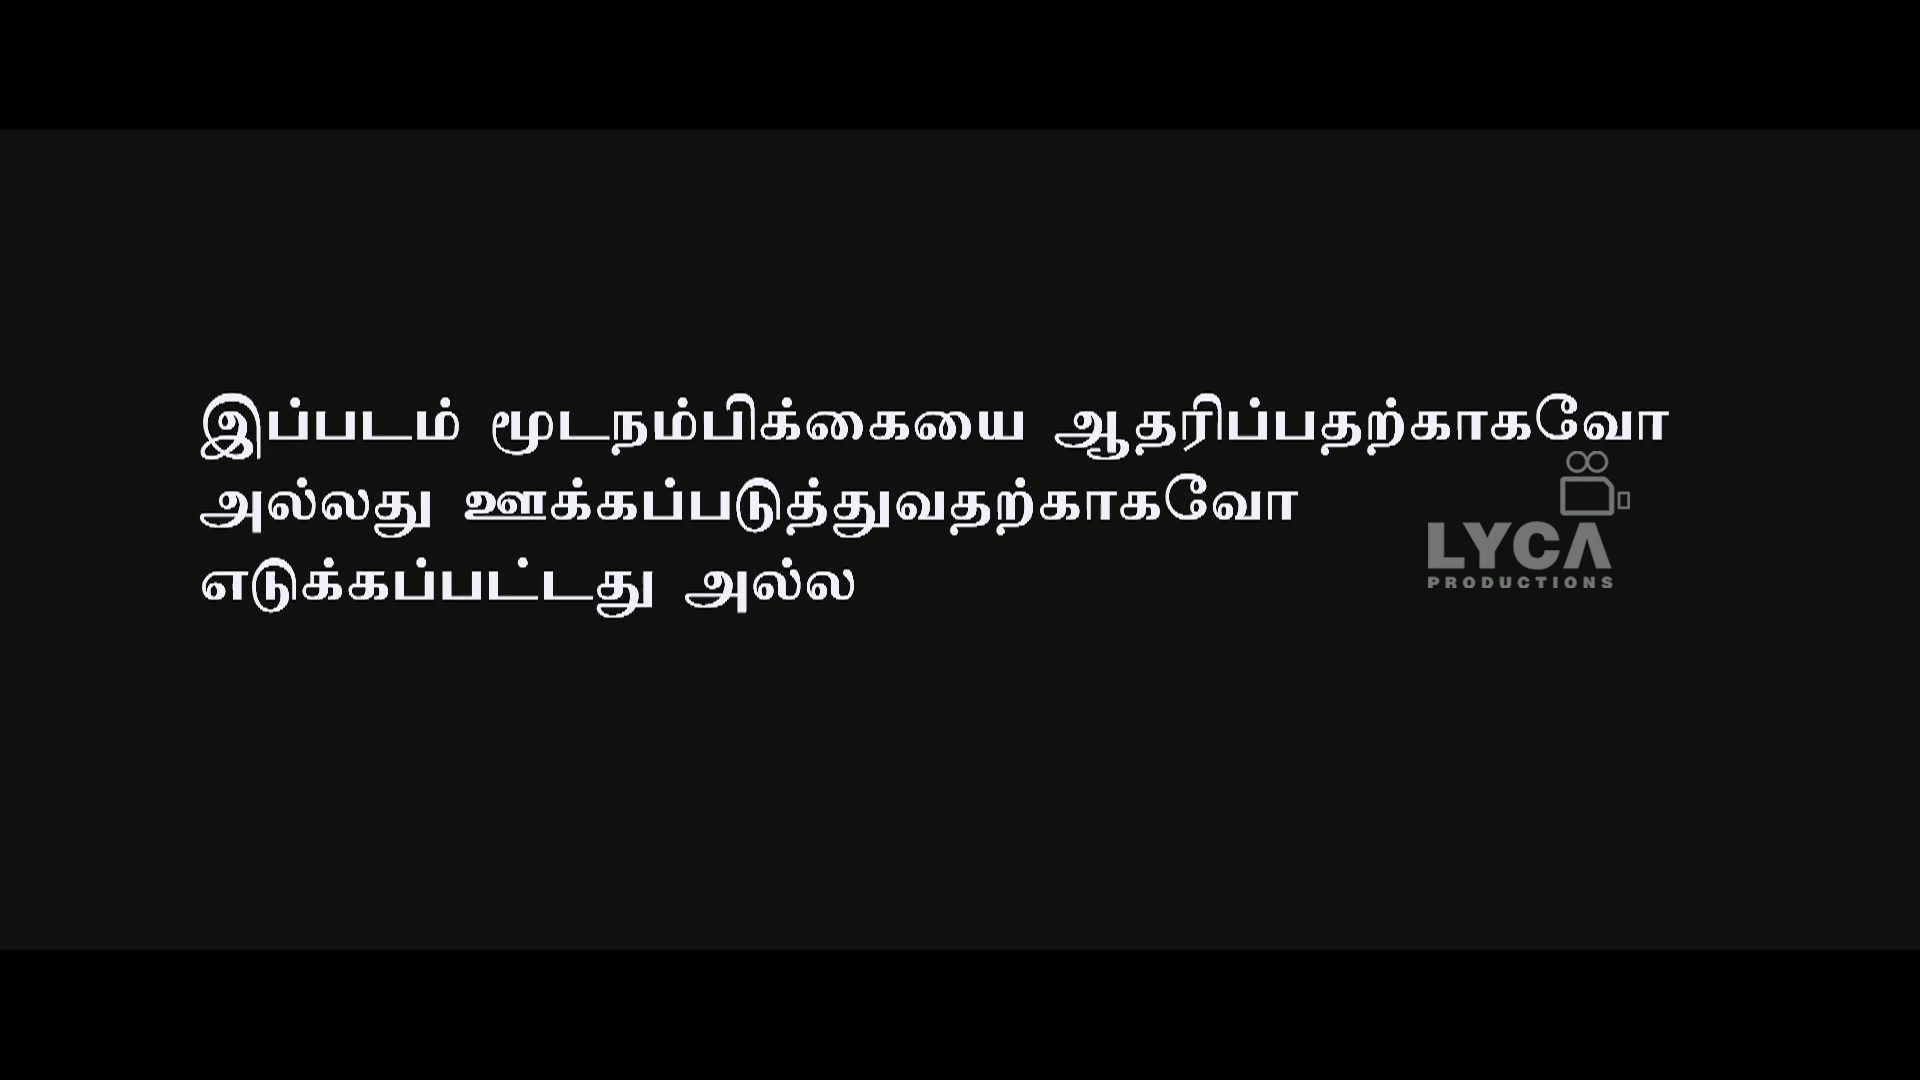 இப்படம் மூடநம்பிக்கையை ஆதரிப்பதற்காகவோ
அல்லது ஊக்கப்படுத்துவதற்காகவோ
எடுக்கப்பட்டது அல்ல
LYCA
PRODUCTIONS